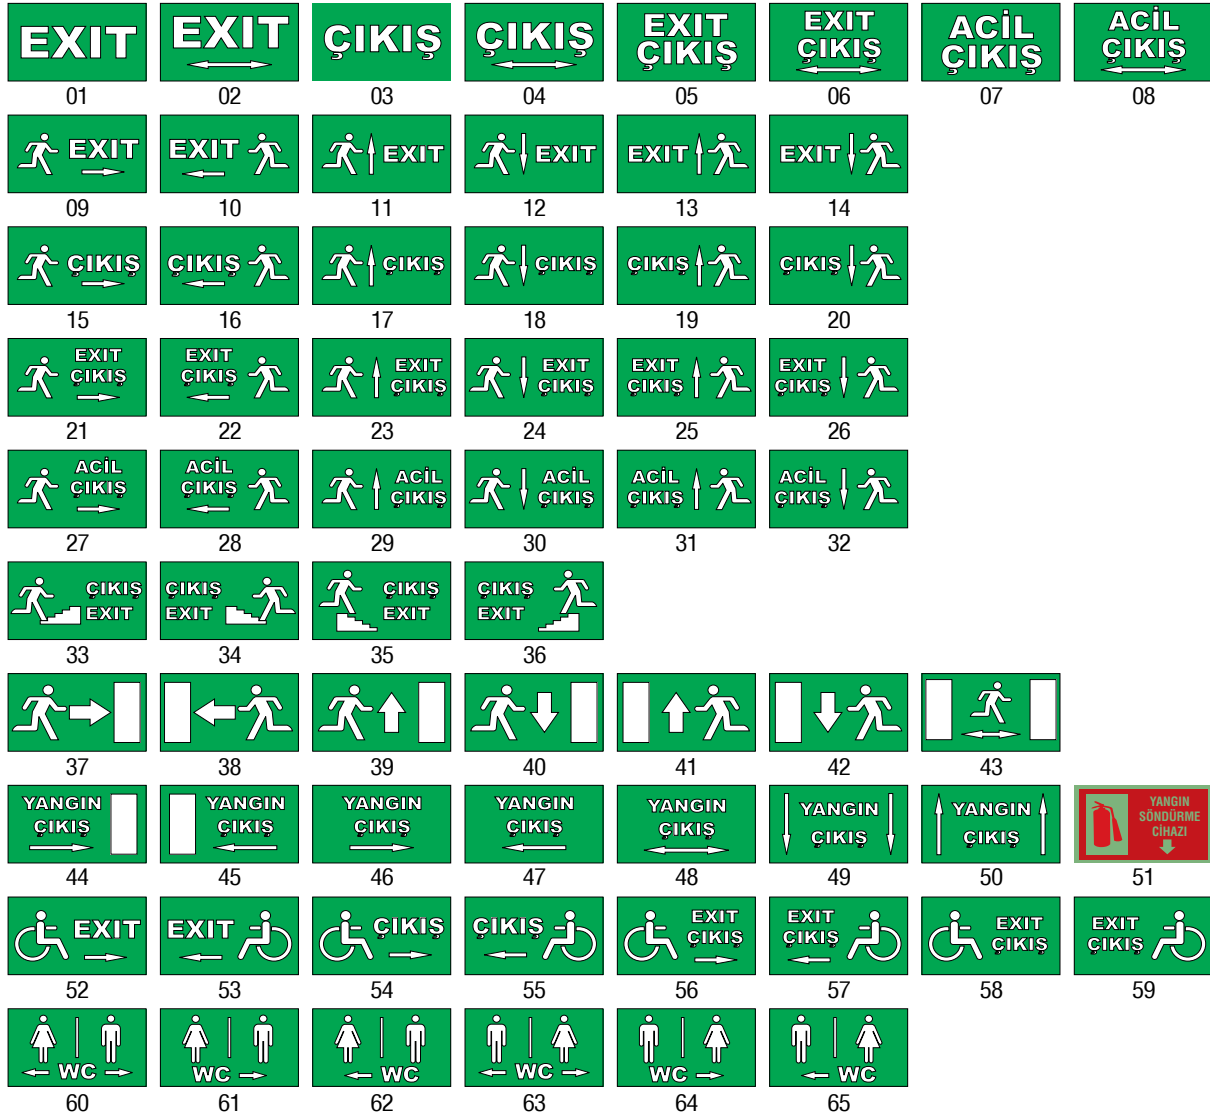 EXIT
EXIT
ÇIKIŞ
ÇIKIŞ
EXIT
ÇIKIŞ
EXIT
ÇIKIŞ
ACİL
ÇIKIŞ
ACİL
ÇIKIŞ
01 02 03 04 05 06 07 08
EXIT
EXIT
EXIT
EXIT
EXIT
EXIT
09 10 11 12 13 14
ÇIKIŞ
ÇIKIŞ
ÇIKIŞ
ÇIKIŞ
ÇIKIŞ
ÇIKIŞ
15 16 17 18 19 20
EXIT
ÇIKIŞ
EXIT
ÇIKIŞ
EXIT
ÇIKIŞ
EXIT
ÇIKIŞ
EXIT
ÇIKIŞ
EXIT
ÇIKIŞ
21 22 23 24 25 26
ACİL
ÇIKIŞ
ACİL
ÇIKIŞ
ACİL
ÇIKIŞ
ACİL
ÇIKIŞ
ACİL
ÇIKIŞ
ACİL
ÇIKIŞ
27 28 29 30 31 32
ÇIKIŞ
EXIT
ÇIKIŞ
EXIT
ÇIKIŞ
EXIT
ÇIKIŞ
EXIT
33 34 35 36
37 38 39 40 41 42 43
YANGIN
ÇIKIŞ
YANGIN
ÇIKIŞ
YANGIN
ÇIKIŞ
YANGIN
ÇIKIŞ
YANGIN
ÇIKIŞ
YANGIN
ÇIKIŞ
YANGIN
ÇIKIŞ
YANGIN
SÖNDÜRME
CİHAZI
44 45 46 47 48 49 50 51
EXIT
EXIT
ÇIKIŞ
ÇIKIŞ
EXIT
ÇIKIŞ
EXIT
ÇIKIŞ
EXIT
ÇIKIŞ
EXIT
ÇIKIŞ
52 53 54 55 56 57 58 59
WC
WC
WC
WC
WC
WC
60 61 62 63 64 65